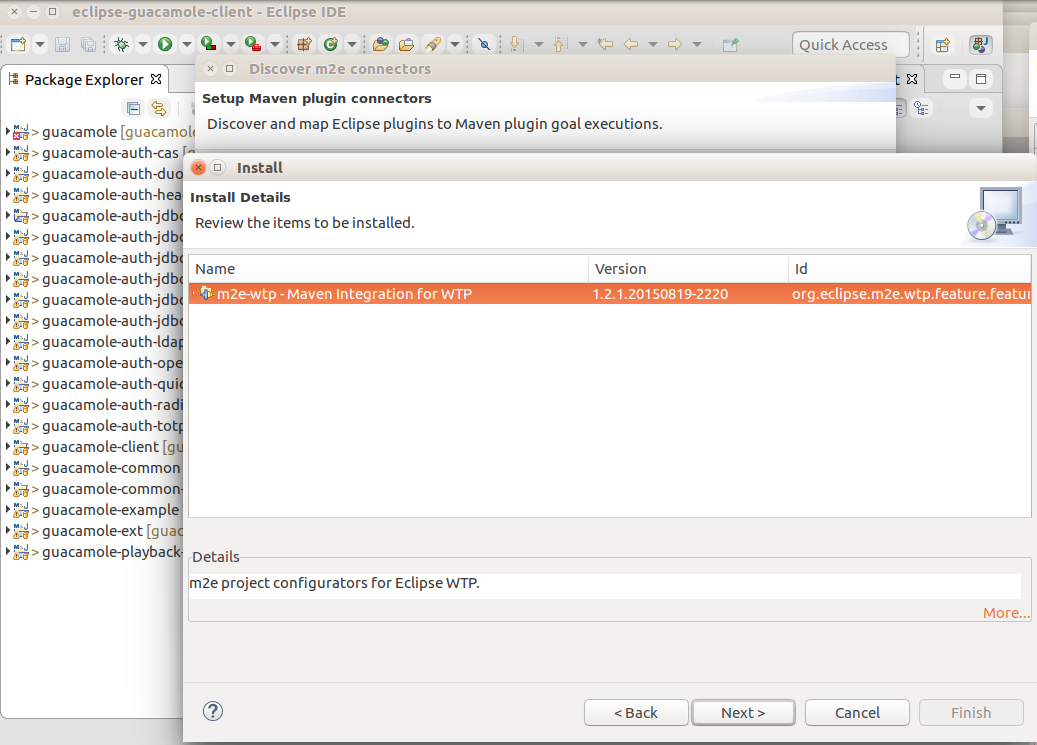 eclipse-guacamole-client - Eclipse IDE
Quick Access
Package Explorer
Discover m2e connectors
Setup Maven plugin connectors
Discover and map Eclipse plugins to Maven plugin goal executions.
> guacamole [guacamole
> guacamole-auth-cas [g
> guacamole-auth-duo
> guacamole-auth-hea
> guacamole-auth-jdbc
> guacamole-auth-jdbc
> guacamole-auth-jdbc
> guacamole-auth-jdbc
> guacamole-auth-jdbc
> guacamole-auth-jdbc
> guacamole-auth-ldap
> guacamole-auth-ope
> guacamole-auth-quic
> guacamole-auth-radi
> guacamole-auth-totp
> guacamole-client [gu
> guacamole-common
> guacamole-common-
> guacamole-example
> guacamole-ext [guac
> guacamole-playback-
Install
Install Details
Review the items to be installed.
Name Version Id
m2e-wtp - Maven Integration for WTP 1.2.1.20150819-2220 org.eclipse.m2e.wtp.feature.featur
Details
m2e project configurators for Eclipse WTP.
More...
< Back Next > Cancel Finish